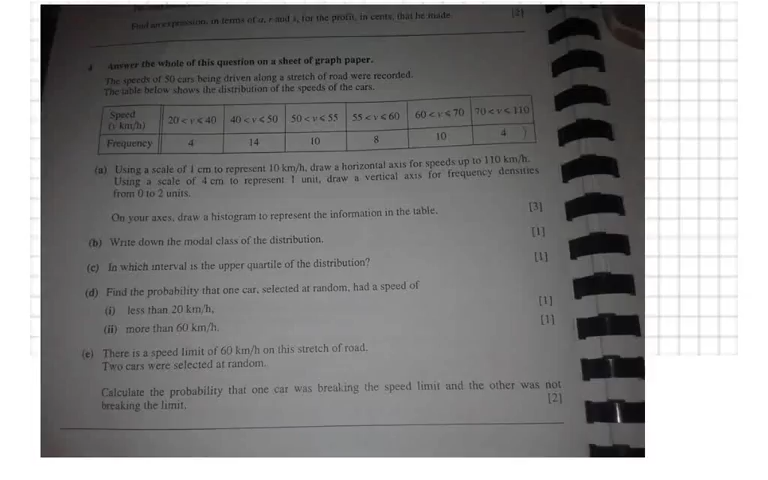 Find an expression, in terms of a, r and s, for the profit, in cents, that he made. [2]
4 Answer the whole of this question on a sheet of graph paper.
The speeds of 50 cars being driven along a stretch of road were recorded.
The table below shows the distribution of the speeds of the cars.
Speed (v km/h) 20 < v ⩽ 40 40 < v ⩽ 50 50 < v ⩽ 55 55 < v ⩽ 60 60 < v ⩽ 70 70 < v ⩽ 110
Frequency 4 14 10 8 10 4
(a) Using a scale of 1 cm to represent 10 km/h, draw a horizontal axis for speeds up to 110 km/h.
Using a scale of 4 cm to represent 1 unit, draw a vertical axis for frequency densities
from 0 to 2 units.
On your axes, draw a histogram to represent the information in the table. [3]
(b) Write down the modal class of the distribution. [1]
(c) In which interval is the upper quartile of the distribution? [1]
(d) Find the probability that one car, selected at random, had a speed of
(i) less than 20 km/h, [1]
(ii) more than 60 km/h. [1]
(e) There is a speed limit of 60 km/h on this stretch of road.
Two cars were selected at random.
Calculate the probability that one car was breaking the speed limit and the other was not
breaking the limit. [2]